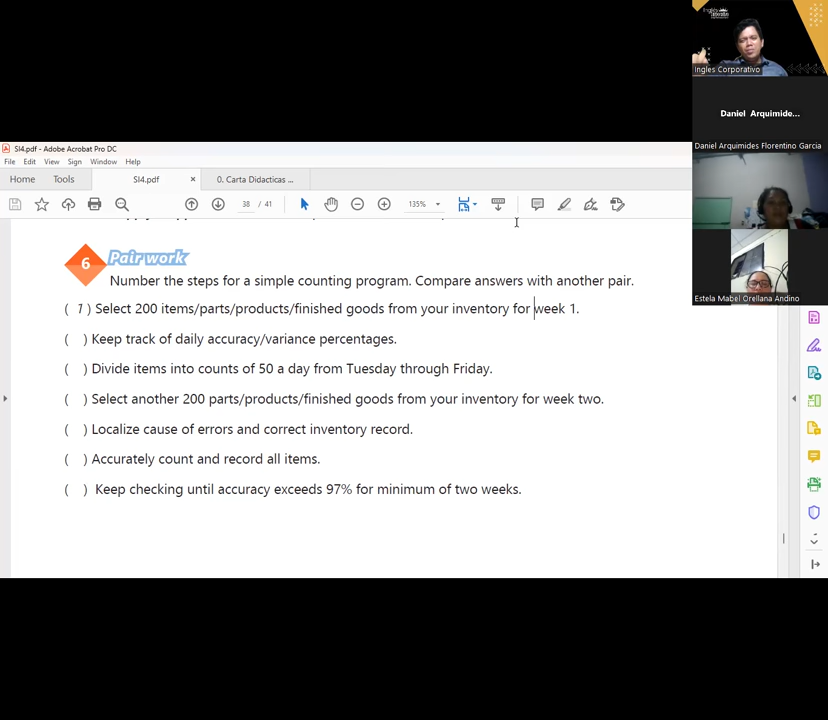 Ingles Corporativo
Daniel Arquimide...
Daniel Arquimides Florentino Garcia
Estela Mabel Orellana Andino
SI4.pdf - Adobe Acrobat Pro DC
File Edit View Sign Window Help
Home Tools SI4.pdf × 0. Carta Didacticas ...
38 / 41 135%
6 Pair work
Number the steps for a simple counting program. Compare answers with another pair.
( 1 ) Select 200 items/parts/products/finished goods from your inventory for week 1.
( ) Keep track of daily accuracy/variance percentages.
( ) Divide items into counts of 50 a day from Tuesday through Friday.
( ) Select another 200 parts/products/finished goods from your inventory for week two.
( ) Localize cause of errors and correct inventory record.
( ) Accurately count and record all items.
( ) Keep checking until accuracy exceeds 97% for minimum of two weeks.